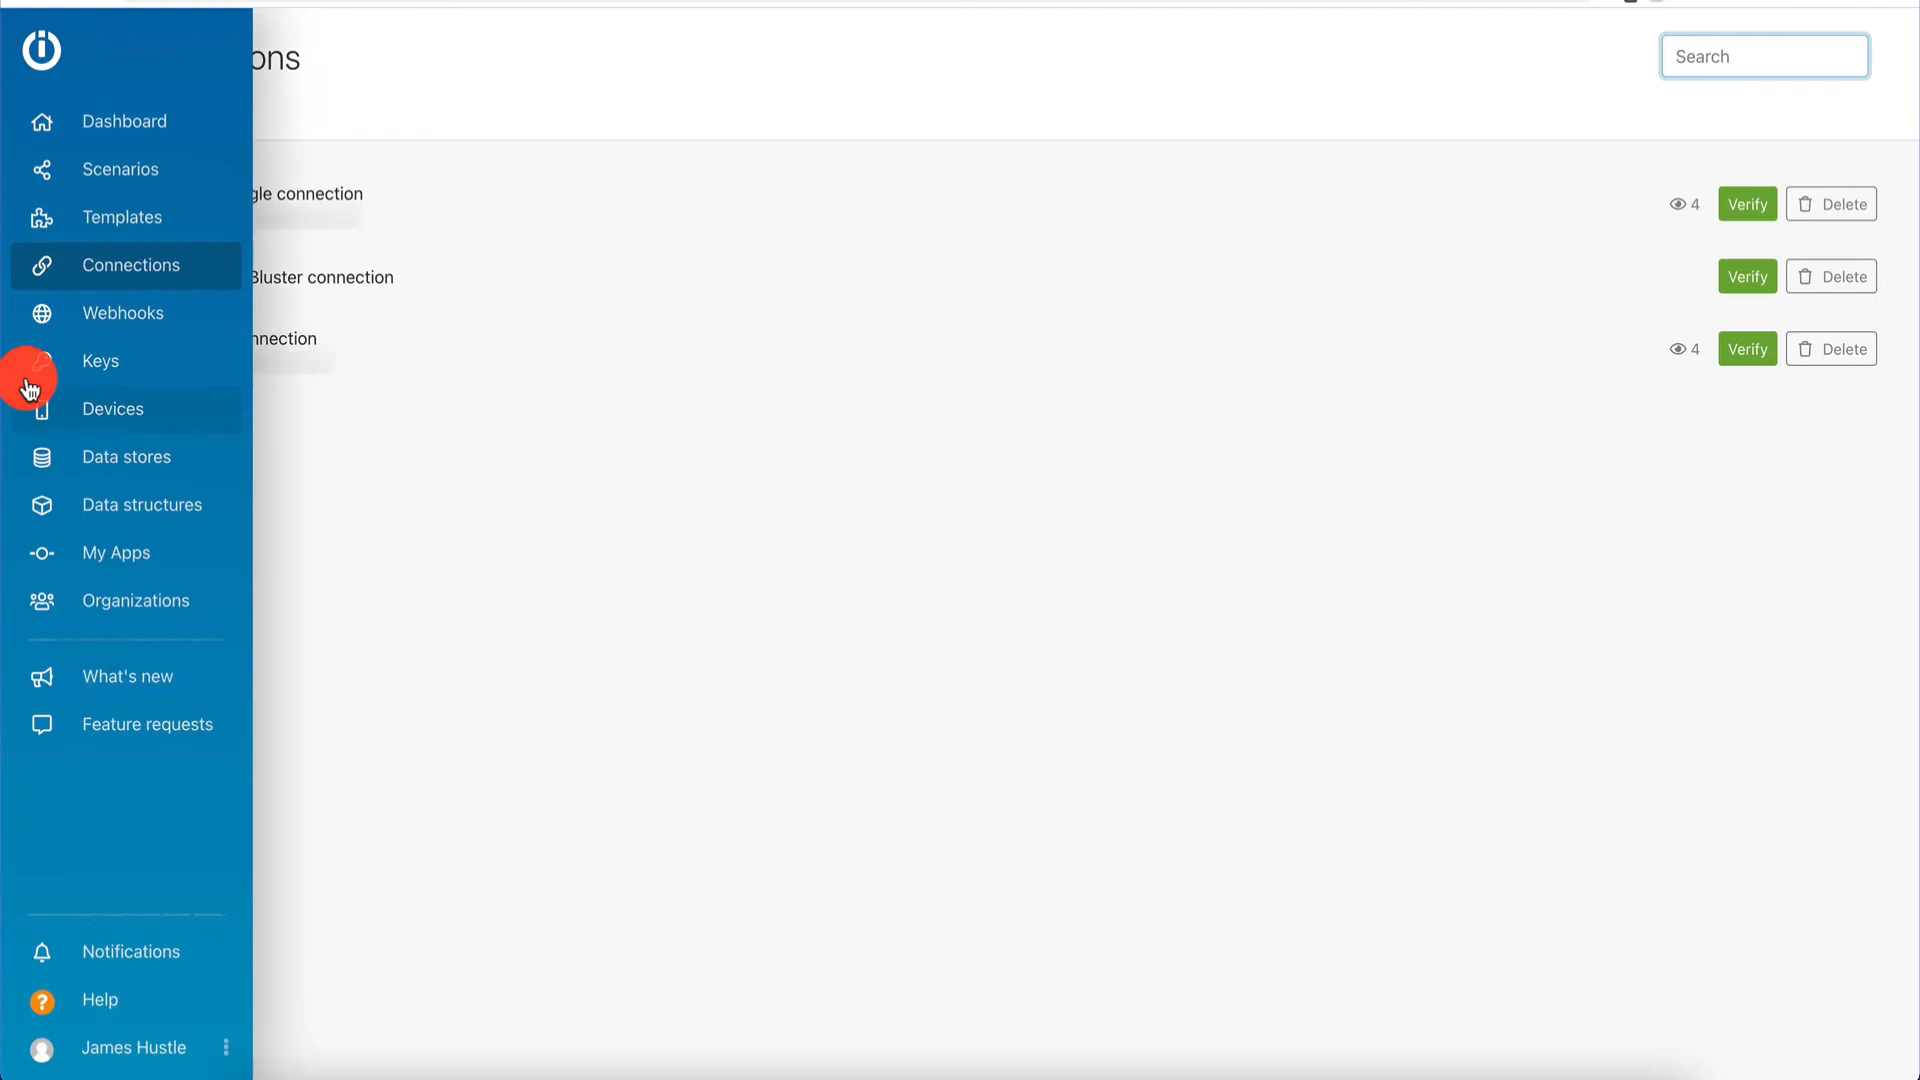 ons
Search
Dashboard
Scenarios
Templates
Connections
Webhooks
Keys
Devices
Data stores
Data structures
My Apps
Organizations
What's new
Feature requests
Notifications
Help
James Hustle
gle connection
4 Verify Delete
Bluster connection
Verify Delete
nnection
4 Verify Delete